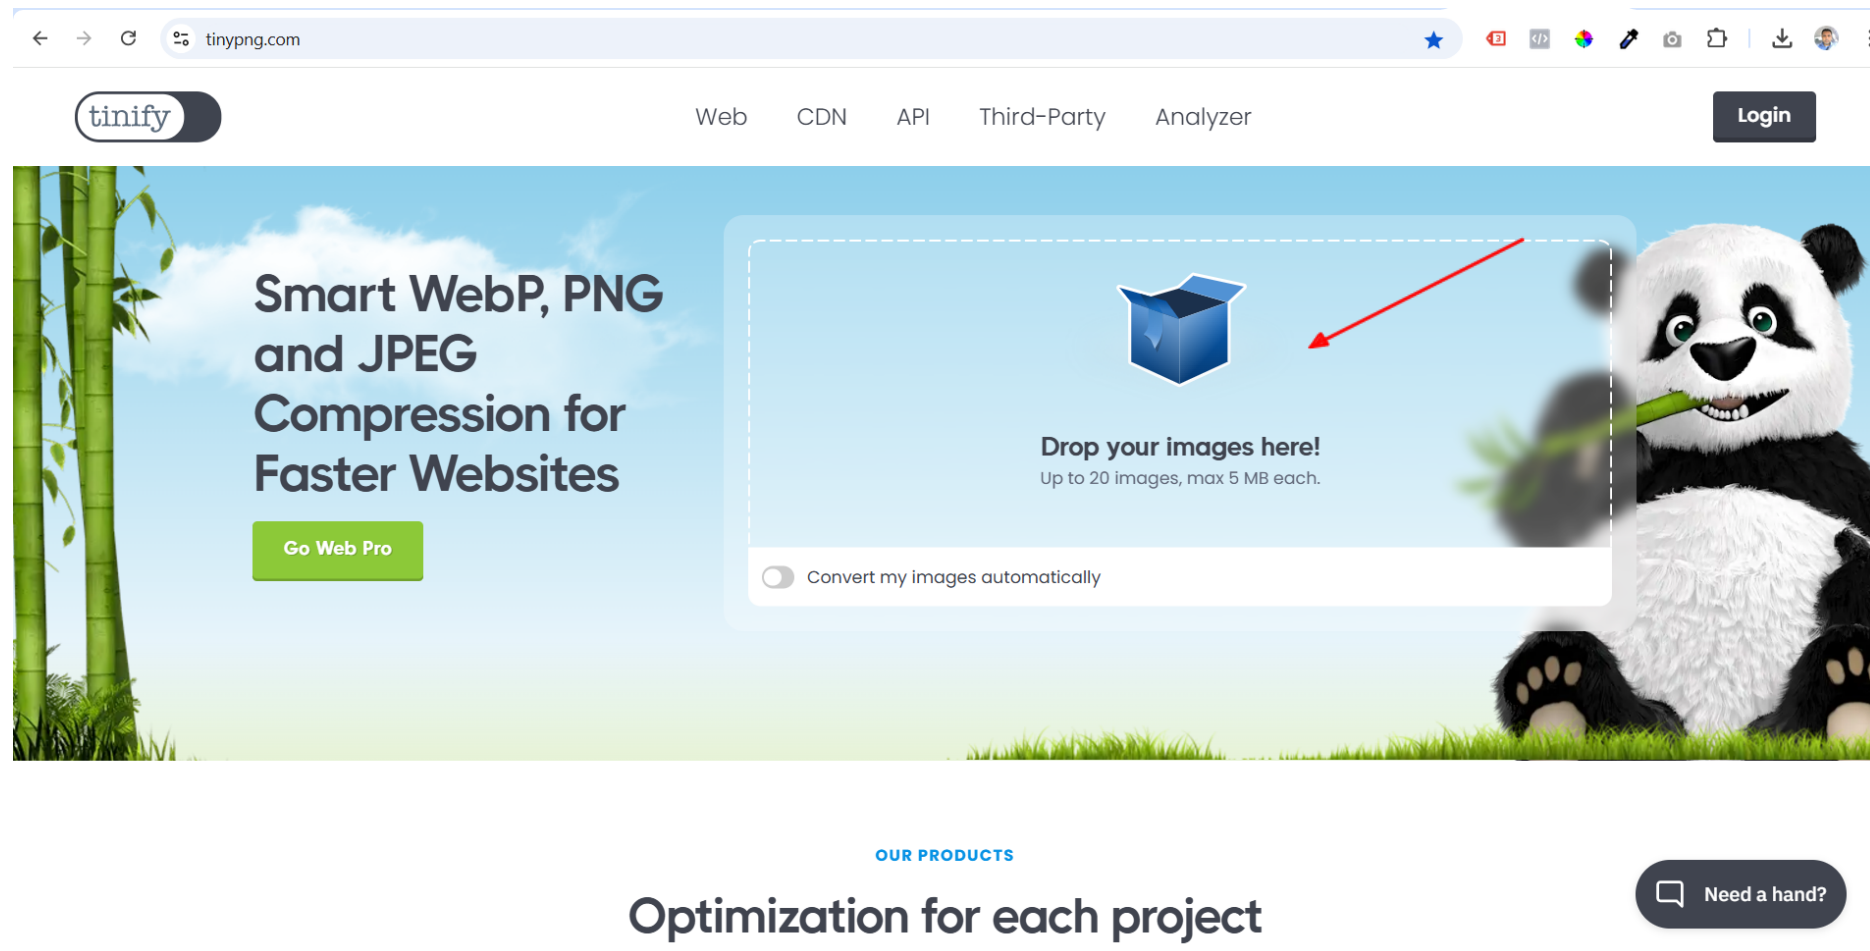 tinypng.com
3
tinify
Web CDN API Third-Party Analyzer
Login
Smart WebP, PNG
and JPEG
Compression for
Faster Websites
Go Web Pro
Drop your images here!
Up to 20 images, max 5 MB each.
Convert my images automatically
OUR PRODUCTS
Optimization for each project
Need a hand?